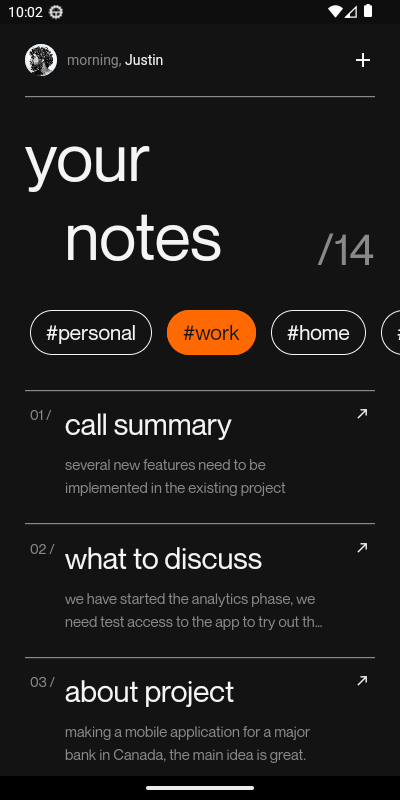 10:02
morning, Justin
your
notes
/14
#personal
#work
#home
#
01 /
call summary
several new features need to be
implemented in the existing project
02 /
what to discuss
we have started the analytics phase, we
need test access to the app to try out th...
03 /
about project
making a mobile application for a major
bank in Canada, the main idea is great.